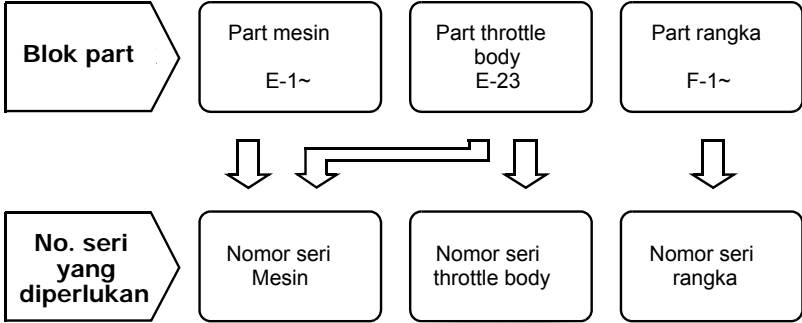 Blok part
Part mesin
E-1~
Part throttle
body
E-23
Part rangka
F-1~
No. seri
yang
diperlukan
Nomor seri
Mesin
Nomor seri
throttle body
Nomor seri
rangka